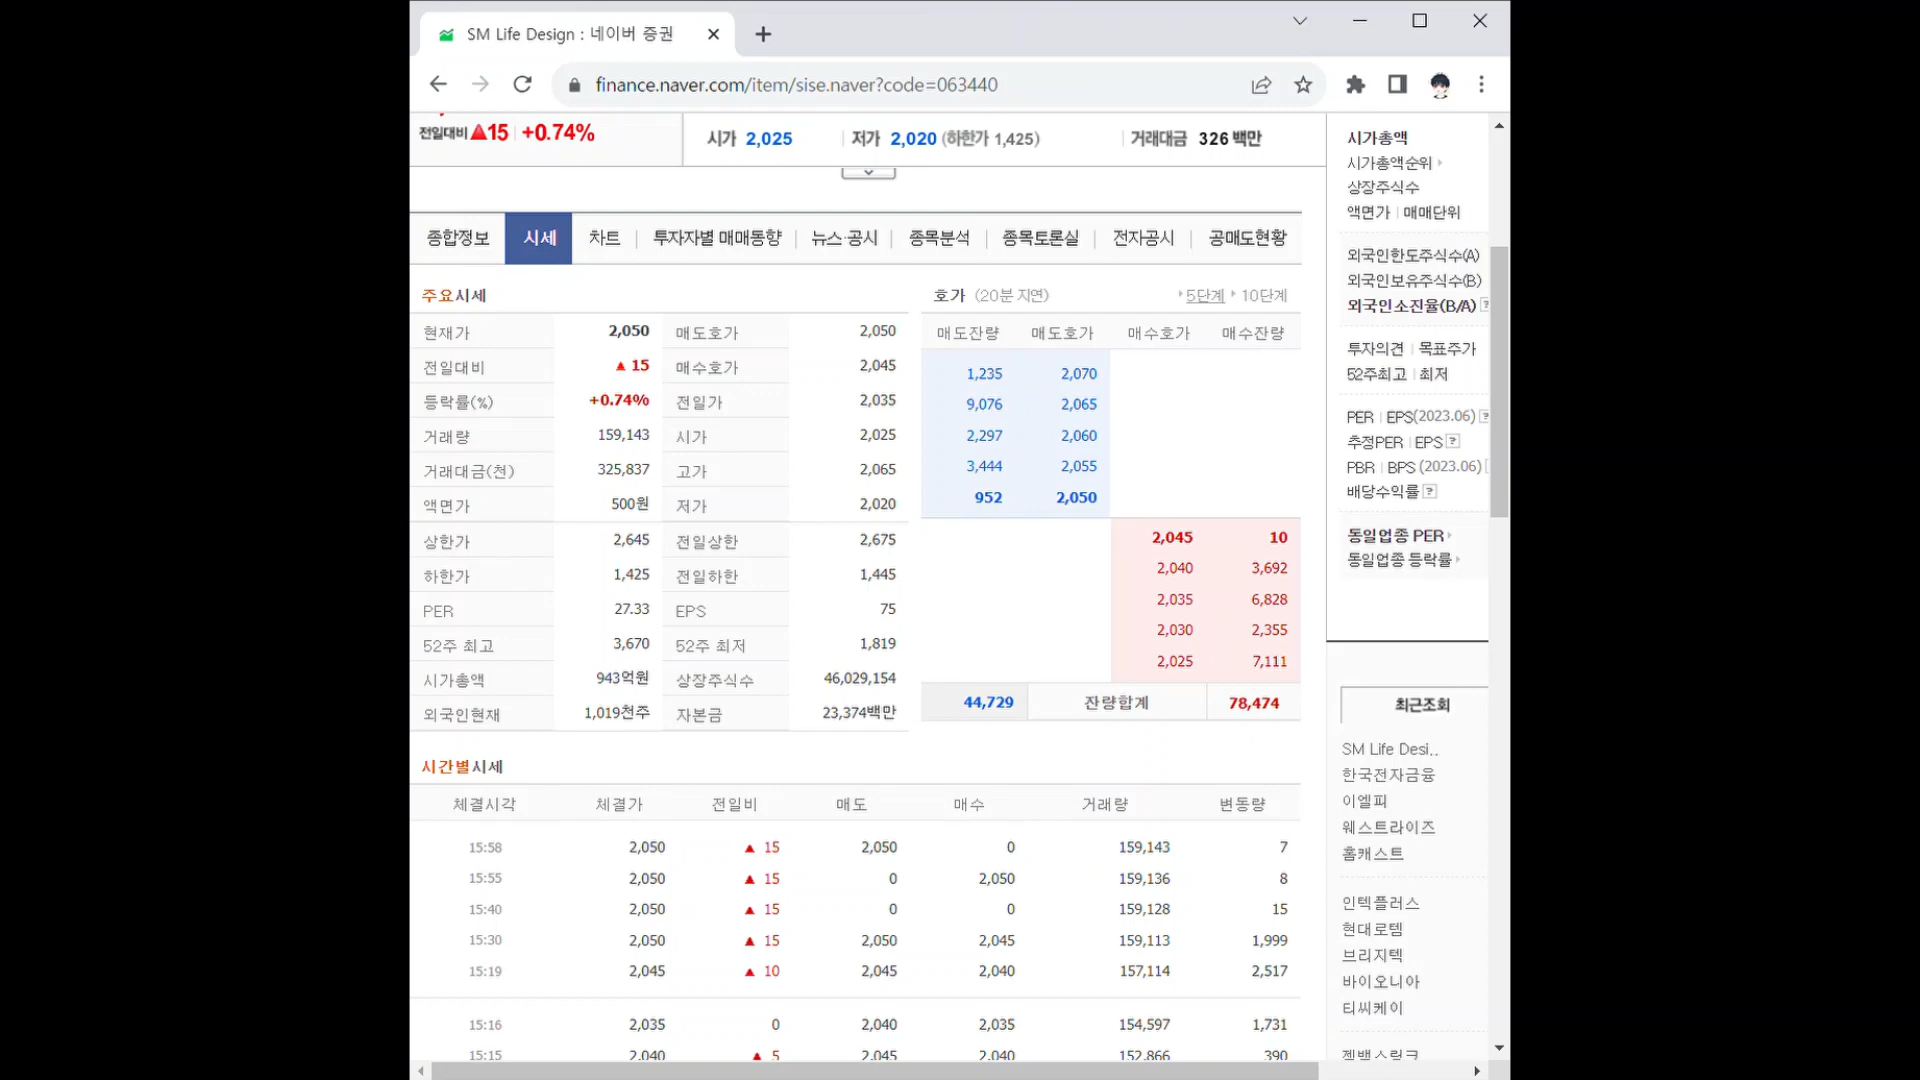 SM Life Design : 네이버 증권
finance.naver.com/item/sise.naver?code=063440
전일대비 ▲15 +0.74%
시가 2,025 저가 2,020 (하한가 1,425) 거래대금 326 백만
종합정보 시세 차트 투자자별 매매동향 뉴스·공시 종목분석 종목토론실 전자공시 공매도현황
주요시세
현재가 2,050 매도호가 2,050
전일대비 ▲ 15 매수호가 2,045
등락률(%) +0.74% 전일가 2,035
거래량 159,143 시가 2,025
거래대금(천) 325,837 고가 2,065
액면가 500원 저가 2,020
상한가 2,645 전일상한 2,675
하한가 1,425 전일하한 1,445
PER 27.33 EPS 75
52주 최고 3,670 52주 최저 1,819
시가총액 943억원 상장주식수 46,029,154
외국인현재 1,019천주 자본금 23,374백만
호가 (20분 지연) 5단계 10단계
매도잔량 매도호가 매수호가 매수잔량
1,235 2,070
9,076 2,065
2,297 2,060
3,444 2,055
952 2,050
2,045 10
2,040 3,692
2,035 6,828
2,030 2,355
2,025 7,111
44,729 잔량합계 78,474
시간별시세
체결시각 체결가 전일비 매도 매수 거래량 변동량
15:58 2,050 ▲ 15 2,050 0 159,143 7
15:55 2,050 ▲ 15 0 2,050 159,136 8
15:40 2,050 ▲ 15 0 0 159,128 15
15:30 2,050 ▲ 15 2,050 2,045 159,113 1,999
15:19 2,045 ▲ 10 2,045 2,040 157,114 2,517
15:16 2,035 0 2,040 2,035 154,597 1,731
15:15 2,040 ▲ 5 2,045 2,040 152,866 390
시가총액
시가총액순위
상장주식수
액면가 | 매매단위
외국인한도주식수(A)
외국인보유주식수(B)
외국인소진율(B/A) ?
투자의견 | 목표주가
52주최고 | 최저
PER | EPS(2023.06) ?
추정PER | EPS ?
PBR | BPS (2023.06)
배당수익률 ?
동일업종 PER
동일업종 등락률
최근조회
SM Life Desi..
한국전자금융
이엘피
웨스트라이즈
홈캐스트
인텍플러스
현대로템
브리지텍
바이오니아
티씨케이
젬백스링크